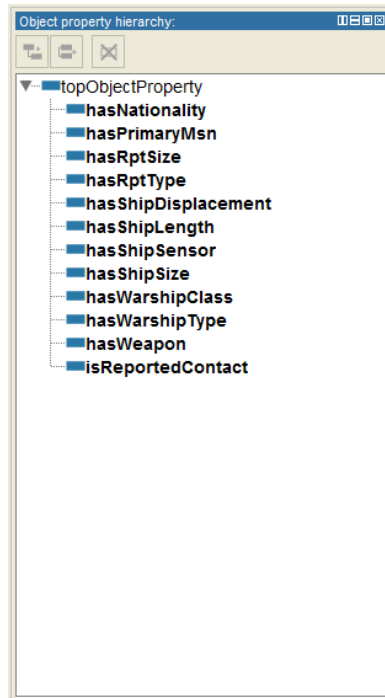 Object property hierarchy:
topObjectProperty
hasNationality
hasPrimaryMsn
hasRptSize
hasRptType
hasShipDisplacement
hasShipLength
hasShipSensor
hasShipSize
hasWarshipClass
hasWarshipType
hasWeapon
isReportedContact